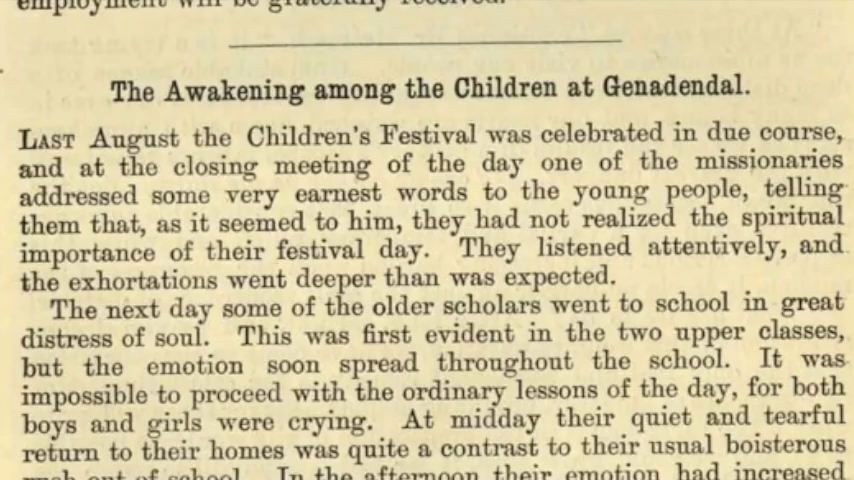 employment will be gratefully received.
The Awakening among the Children at Genadendal.
LAST August the Children's Festival was celebrated in due course,
and at the closing meeting of the day one of the missionaries
addressed some very earnest words to the young people, telling
them that, as it seemed to him, they had not realized the spiritual
importance of their festival day. They listened attentively, and
the exhortations went deeper than was expected.
The next day some of the older scholars went to school in great
distress of soul. This was first evident in the two upper classes,
but the emotion soon spread throughout the school. It was
impossible to proceed with the ordinary lessons of the day, for both
boys and girls were crying. At midday their quiet and tearful
return to their homes was quite a contrast to their usual boisterous
rush out of school. In the afternoon their emotion had increased